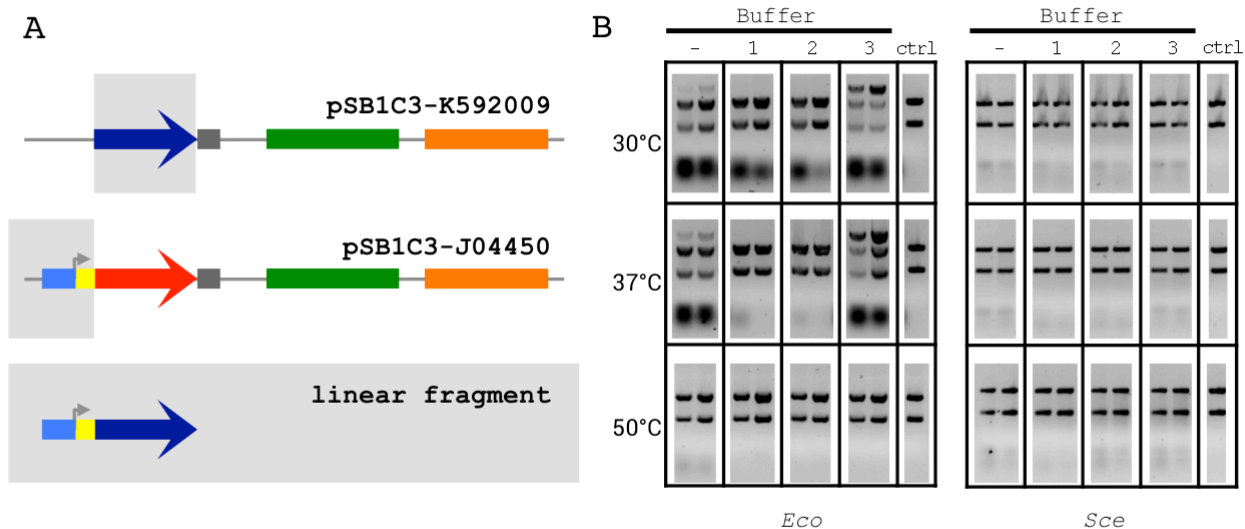 A
pSB1C3-K592009
pSB1C3-J04450
linear fragment
B
Buffer
- 1 2 3 ctrl
Buffer
- 1 2 3 ctrl
30°C
37°C
50°C
Eco
Sce